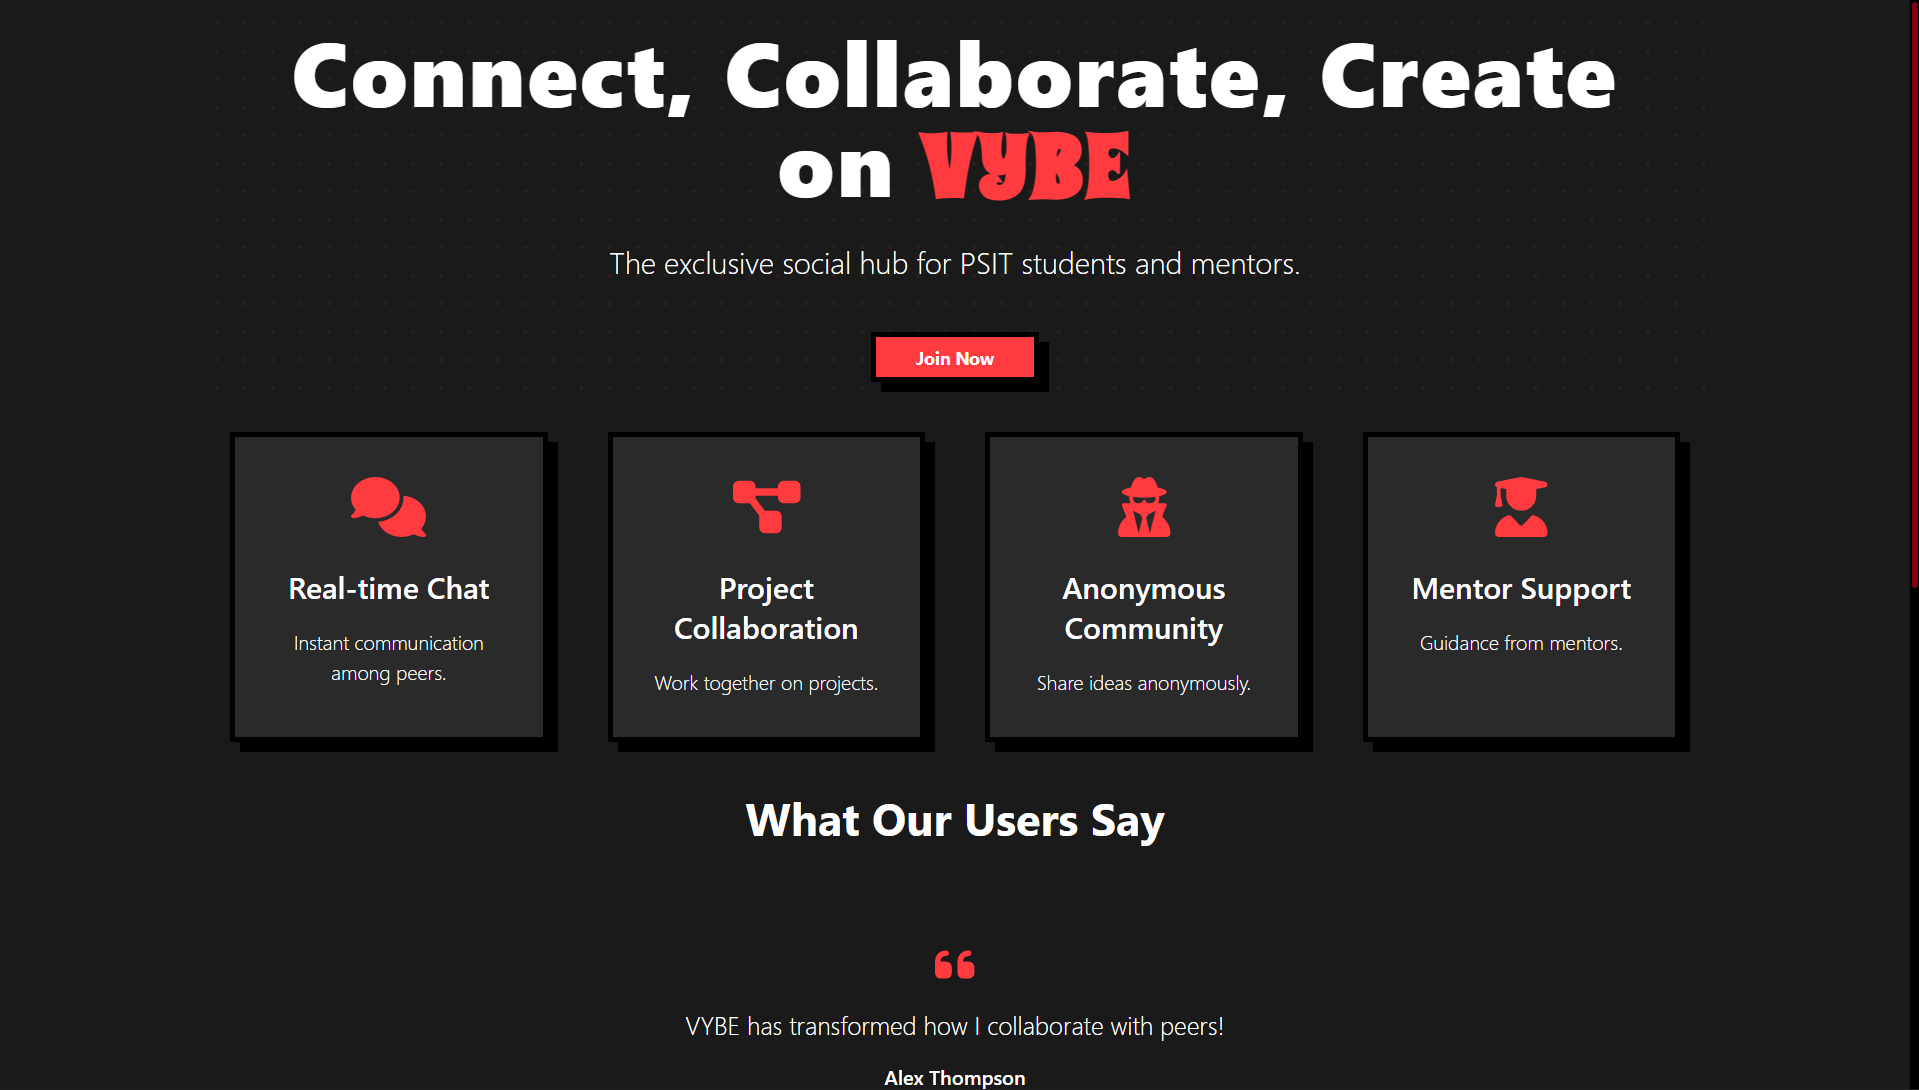 Connect, Collaborate, Create
on VYBE
The exclusive social hub for PSIT students and mentors.
Join Now
Real-time Chat
Instant communication
among peers.
Project
Collaboration
Work together on projects.
Anonymous
Community
Share ideas anonymously.
Mentor Support
Guidance from mentors.
What Our Users Say
VYBE has transformed how I collaborate with peers!
Alex Thompson